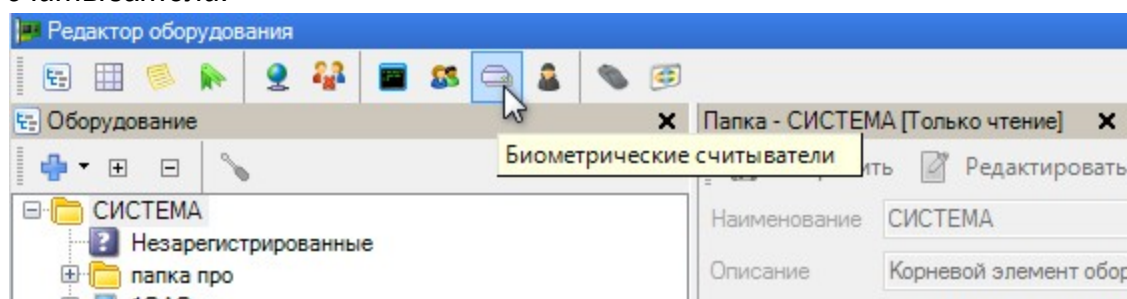 Редактор оборудования
Оборудование
Папка - СИСТЕМА [Только чтение]
Биометрические считыватели
Редактировать
СИСТЕМА
Незарегистрированные
папка про
Наименование СИСТЕМА
Описание Корневой элемент